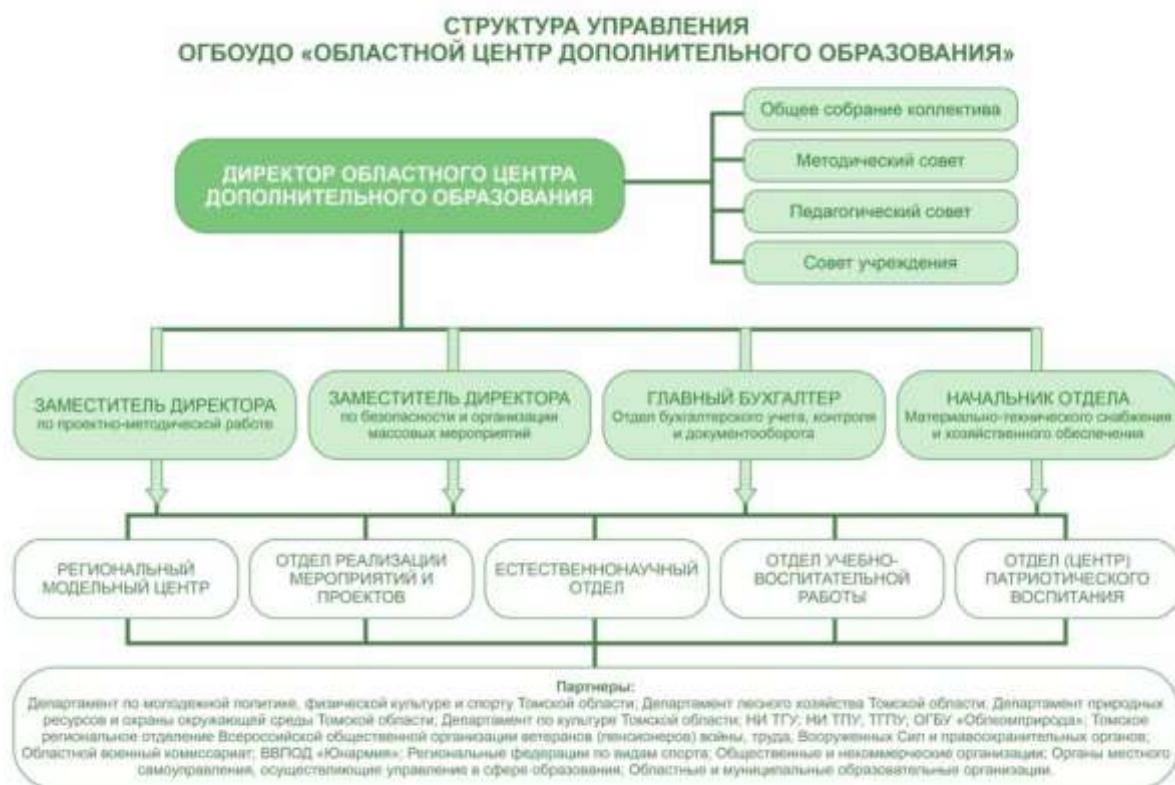 СТРУКТУРА УПРАВЛЕНИЯ
ОГБОУДО «ОБЛАСТНОЙ ЦЕНТР ДОПОЛНИТЕЛЬНОГО ОБРАЗОВАНИЯ»
Общее собрание коллектива
Методический совет
Педагогический совет
Совет учреждения
ДИРЕКТОР ОБЛАСТНОГО ЦЕНТРА
ДОПОЛНИТЕЛЬНОГО ОБРАЗОВАНИЯ
ЗАМЕСТИТЕЛЬ ДИРЕКТОРА
по проектно-методической работе
ЗАМЕСТИТЕЛЬ ДИРЕКТОРА
по безопасности и организации
массовых мероприятий
ГЛАВНЫЙ БУХГАЛТЕР
Отдел бухгалтерского учета, контроля
и документооборота
НАЧАЛЬНИК ОТДЕЛА
Материально-технического снабжения
и хозяйственного обеспечения
РЕГИОНАЛЬНЫЙ
МОДЕЛЬНЫЙ ЦЕНТР
ОТДЕЛ РЕАЛИЗАЦИИ
МЕРОПРИЯТИЙ И
ПРОЕКТОВ
ЕСТЕСТВЕННОНАУЧНЫЙ
ОТДЕЛ
ОТДЕЛ УЧЕБНО-
ВОСПИТАТЕЛЬНОЙ
РАБОТЫ
ОТДЕЛ (ЦЕНТР)
ПАТРИОТИЧЕСКОГО
ВОСПИТАНИЯ
Партнеры:
Департамент по молодежной политике, физической культуре и спорту Томской области; Департамент лесного хозяйства Томской области; Департамент природных
ресурсов и охраны окружающей среды Томской области; Департамент по культуре Томской области; НИ ТГУ; НИ ТПУ; ТГПУ; ОГБУ «Облкомприрода»; Томское
региональное отделение Всероссийской общественной организации ветеранов (пенсионеров) войны, труда, Вооруженных Сил и правоохранительных органов;
Областной военный комиссариат; ВВПОД «Юнармия»; Региональные федерации по видам спорта; Общественные и некоммерческие организации; Органы местного
самоуправления, осуществляющие управление в сфере образования; Областные и муниципальные образовательные организации.